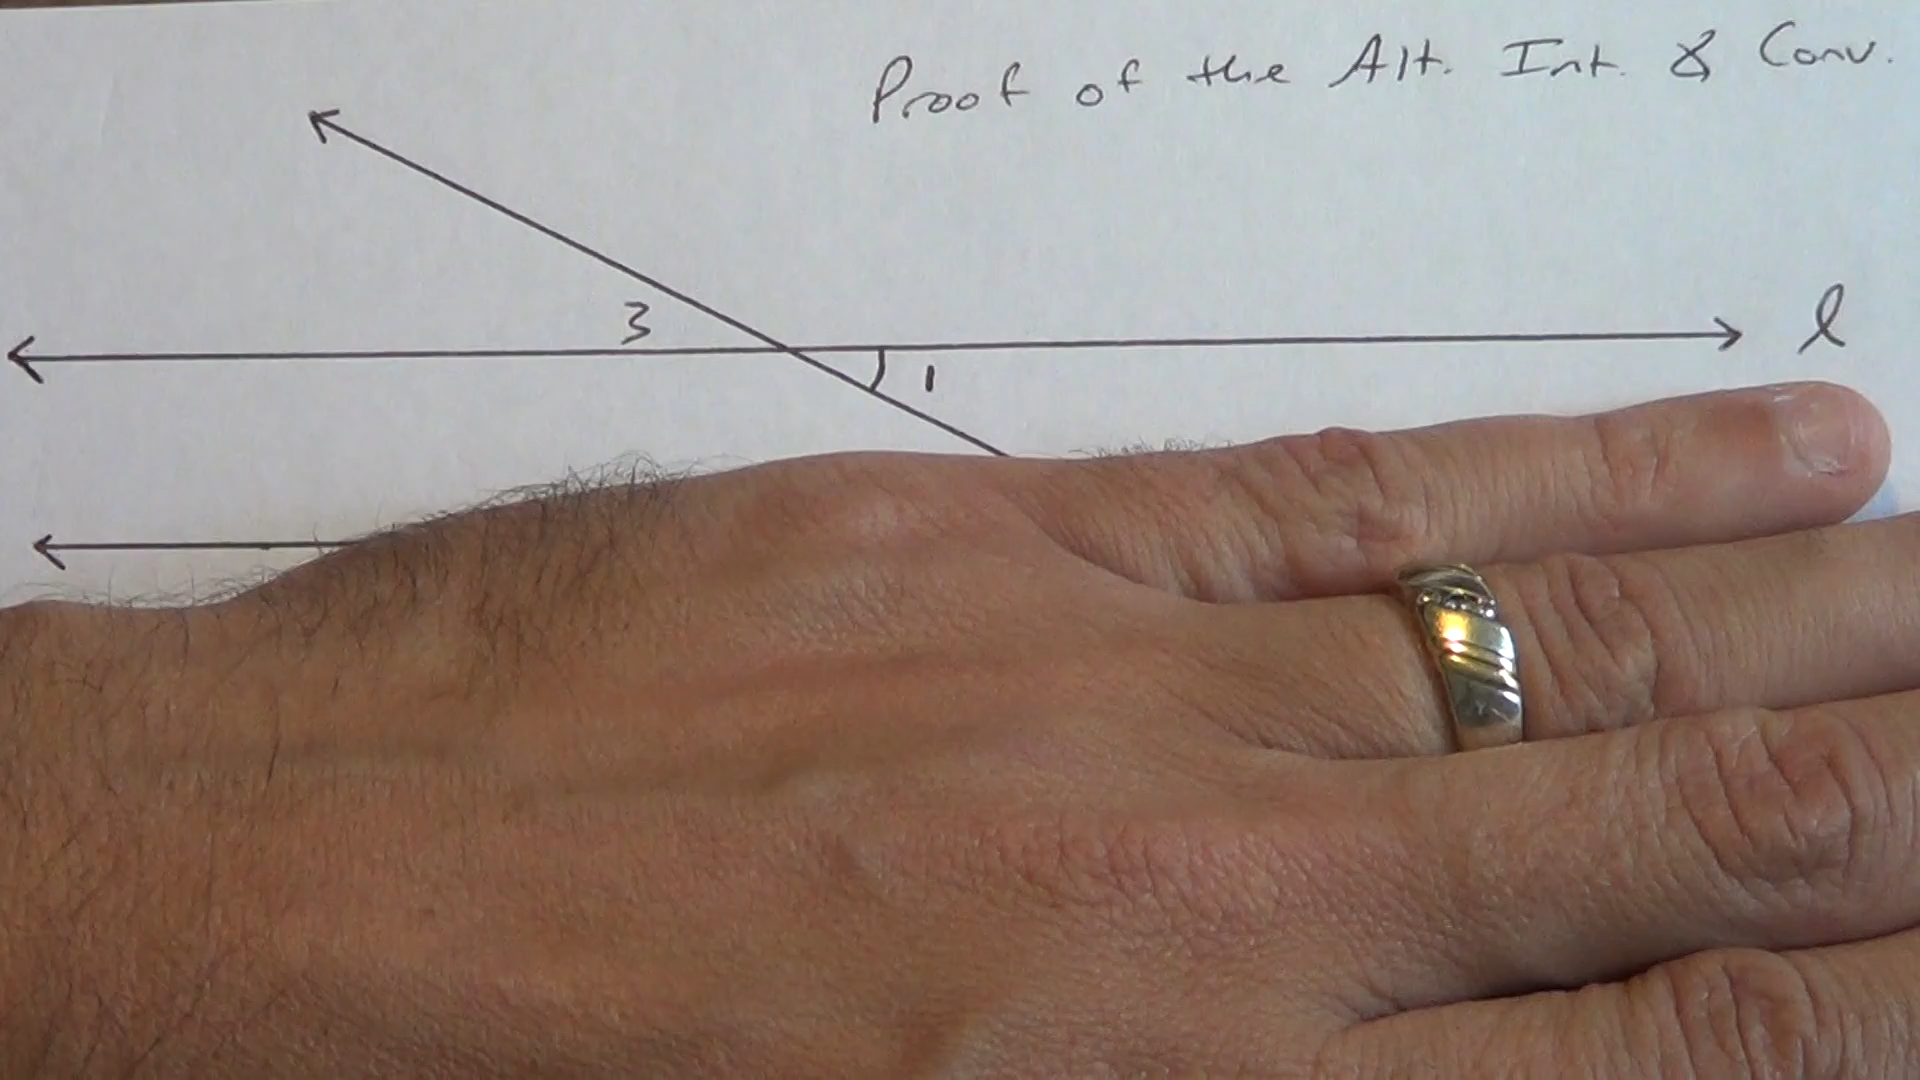 Proof of the Alt. Int. & Conv.
3
l
1